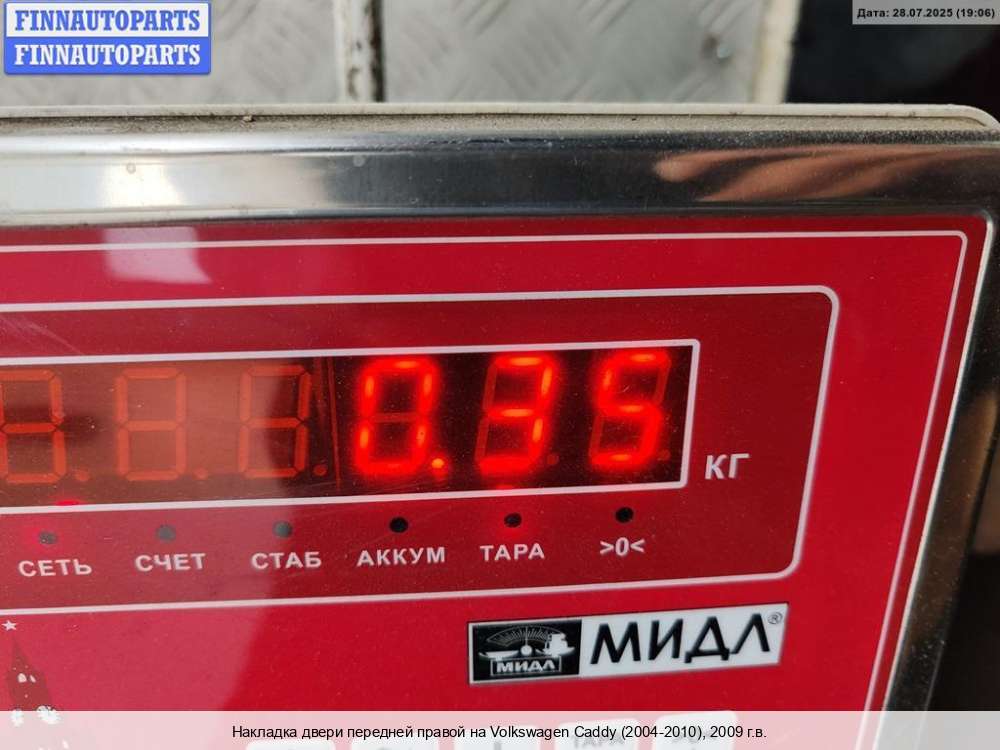 FINNAUTOPARTS
FINNAUTOPARTS
Дата: 28.07.2025 (19:06)
0.35
КГ
СЕТЬ СЧЕТ СТАБ АККУМ ТАРА >0<
МИДЛ МИДЛ®
ТАРА
Накладка двери передней правой на Volkswagen Caddy (2004-2010), 2009 г.в.